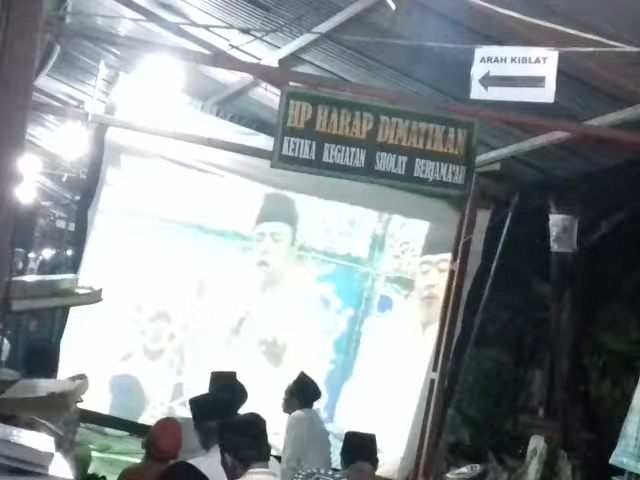 ARAH KIBLAT
HP HARAP DIMATIKAN
KETIKA KEGIATAN SHOLAT BERJAMA'AH